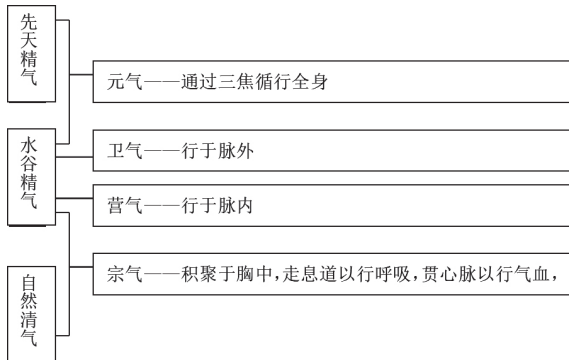 先天精气
元气——通过三焦循行全身
水谷精气
卫气——行于脉外
营气——行于脉内
自然清气
宗气——积聚于胸中,走息道以行呼吸,贯心脉以行气血,